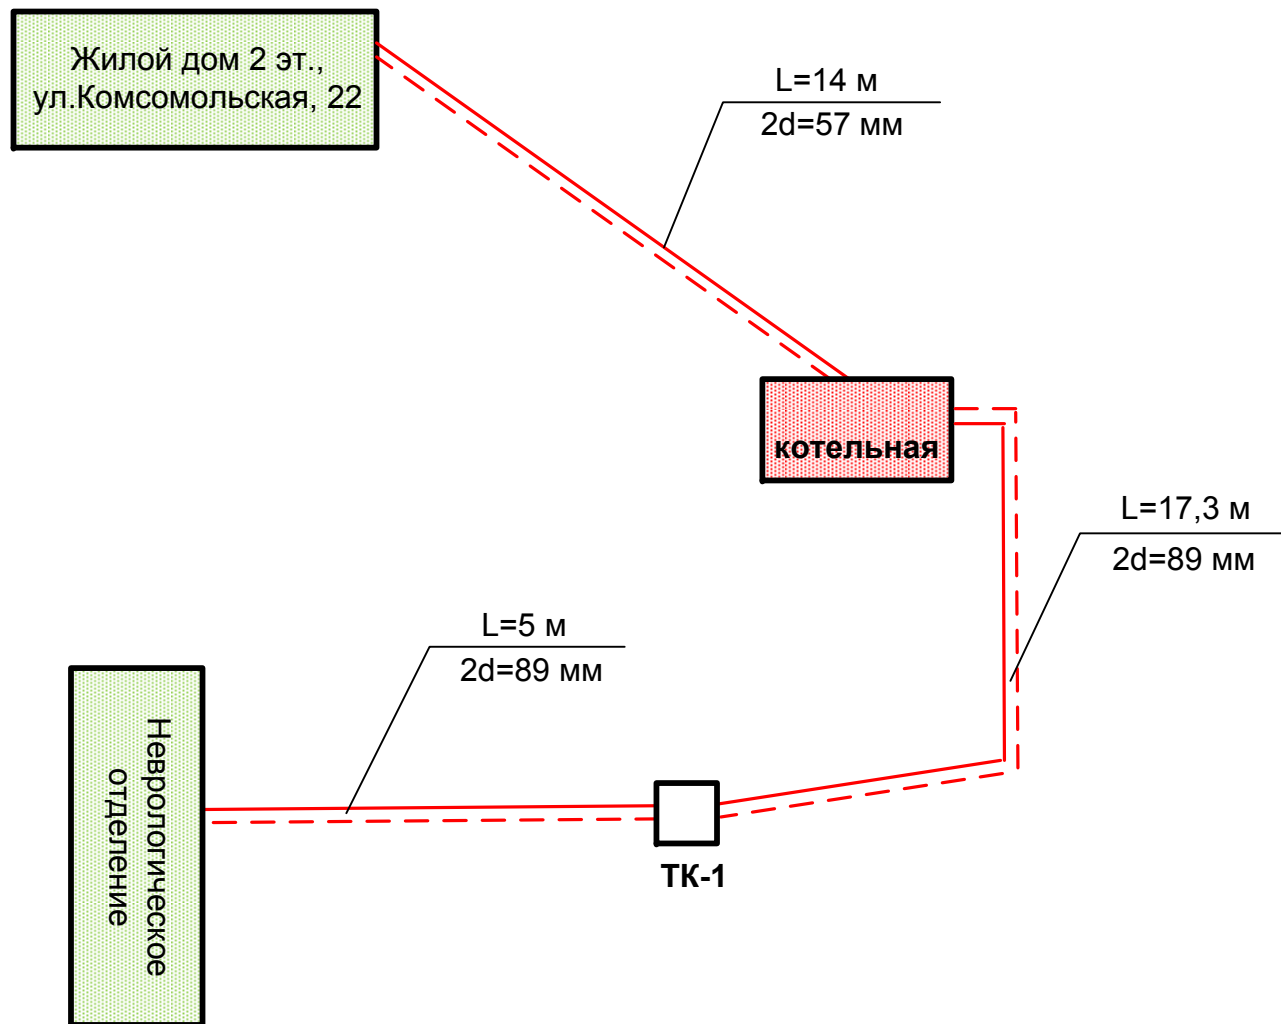 Жилой дом 2 эт.,
ул.Комсомольская, 22
L=14 м
2d=57 мм
котельная
L=17,3 м
2d=89 мм
L=5 м
2d=89 мм
Неврологическое
отделение
ТК-1